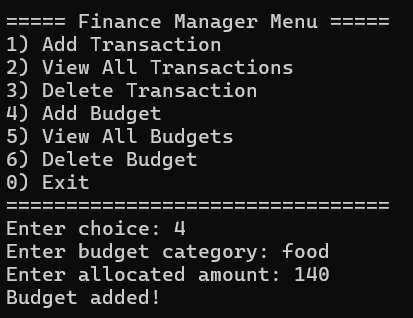 ===== Finance Manager Menu =====
1) Add Transaction
2) View All Transactions
3) Delete Transaction
4) Add Budget
5) View All Budgets
6) Delete Budget
0) Exit
================================
Enter choice: 4
Enter budget category: food
Enter allocated amount: 140
Budget added!